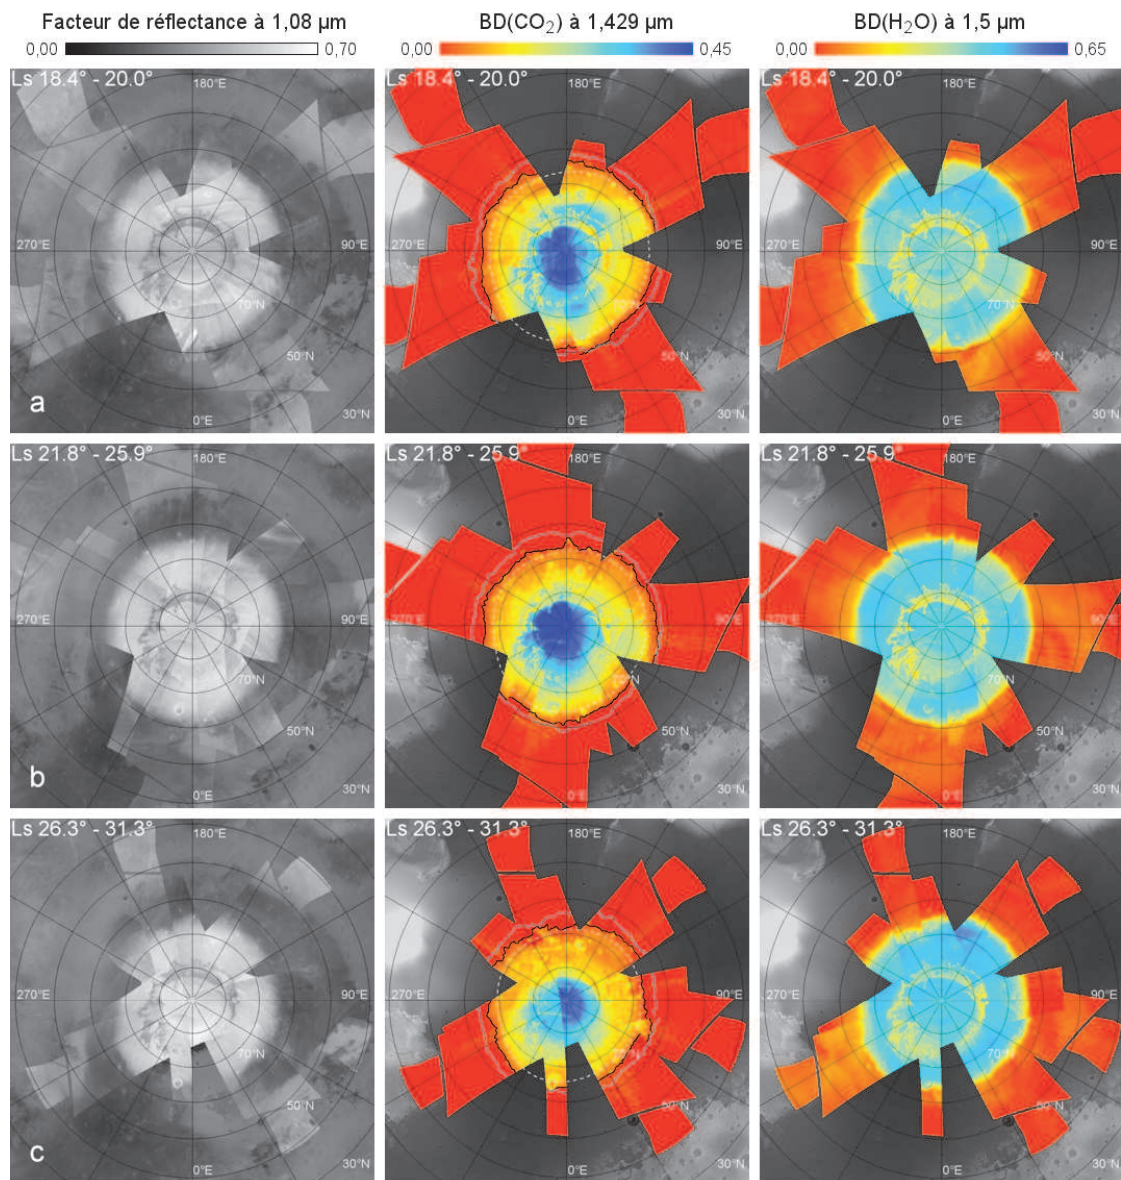 Facteur de réflectance à 1,08 µm
BD(CO₂) à 1,429 µm
BD(H₂O) à 1,5 µm
0,00 0,70
0,00 0,45
0,00 0,65
Ls 18.4° - 20.0°
180°E
270°E
90°E
70°N
50°N
30°N
0°E
a
Ls 18.4° - 20.0°
180°E
270°E
90°E
70°N
50°N
30°N
0°E
Ls 18.4° - 20.0°
180°E
270°E
90°E
70°N
50°N
30°N
0°E
Ls 21.8° - 25.9°
180°E
270°E
90°E
70°N
50°N
30°N
0°E
b
Ls 21.8° - 25.9°
180°E
270°E
90°E
70°N
50°N
30°N
0°E
Ls 21.8° - 25.9°
180°E
270°E
90°E
70°N
50°N
30°N
0°E
Ls 26.3° - 31.3°
180°E
270°E
90°E
70°N
50°N
30°N
0°E
c
Ls 26.3° - 31.3°
180°E
270°E
90°E
70°N
50°N
30°N
0°E
Ls 26.3° - 31.3°
180°E
270°E
90°E
70°N
50°N
30°N
0°E